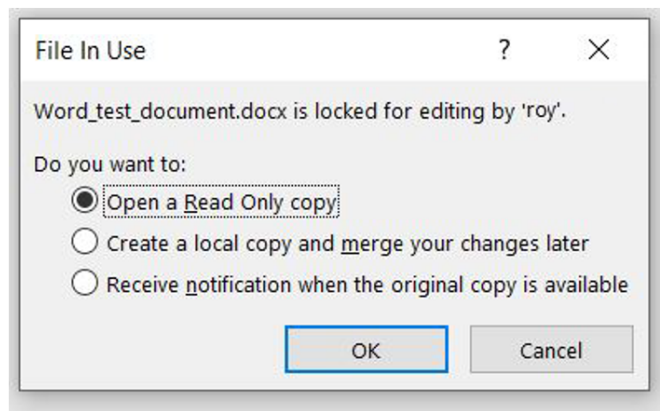 File In Use
?
Word_test_document.docx is locked for editing by 'roy'.
Do you want to:
Open a Read Only copy
Create a local copy and merge your changes later
Receive notification when the original copy is available
OK
Cancel